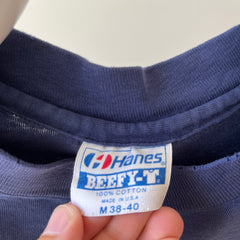 Hanes
BEEFY-T
100% COTTON
MADE IN U.S.A
M 38-40